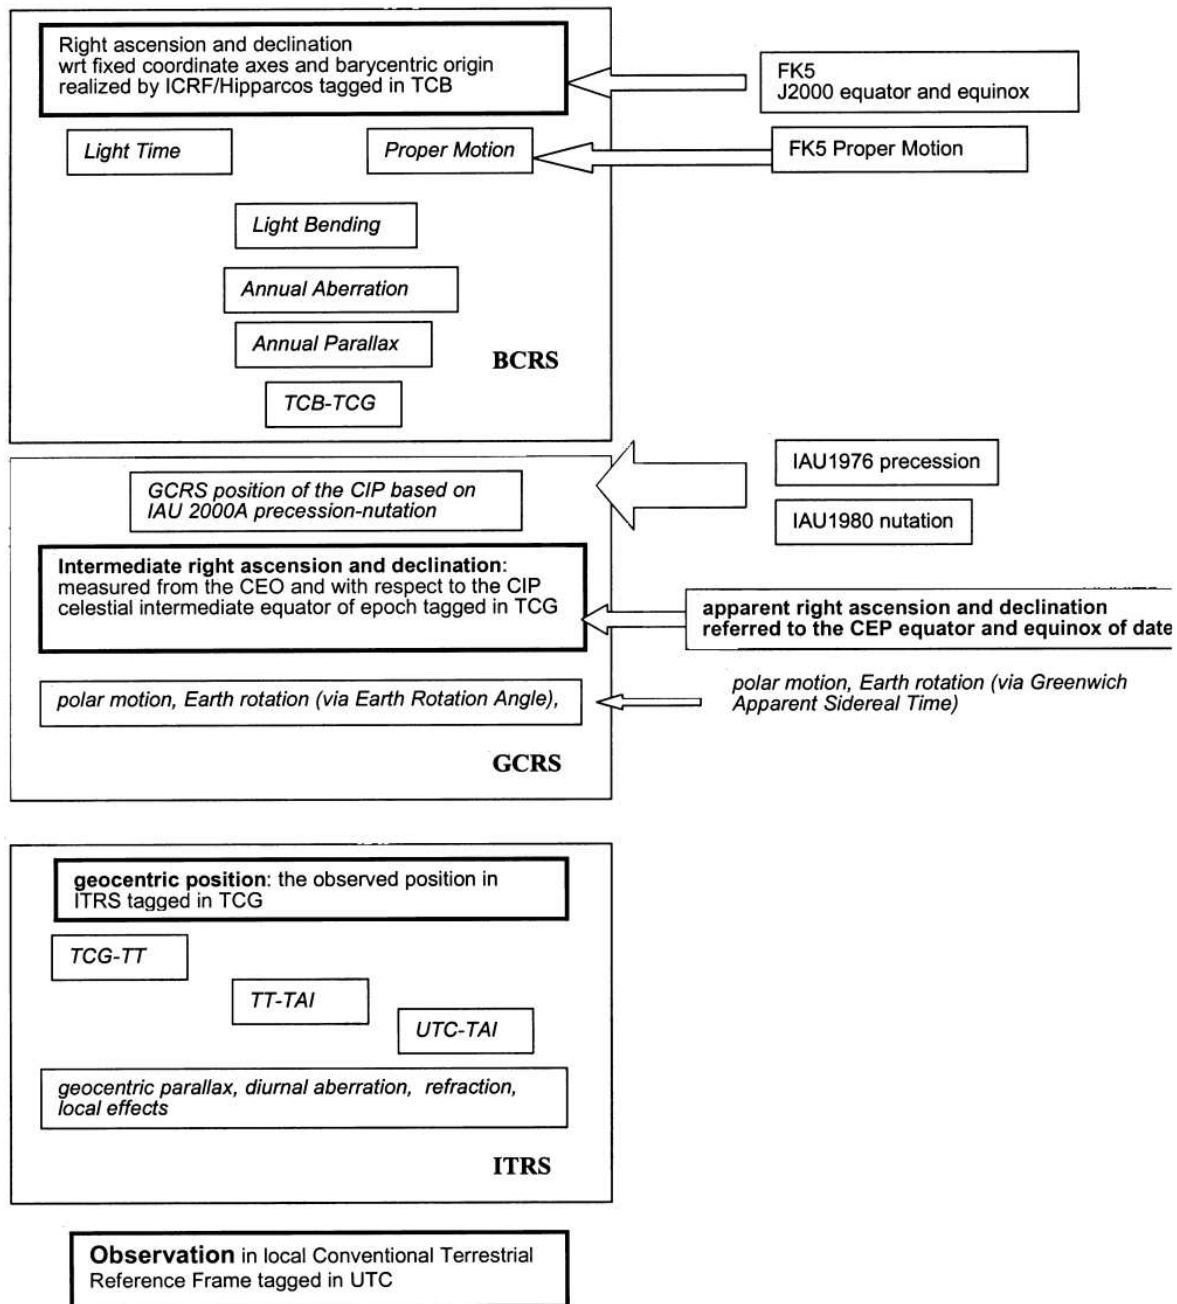 Right ascension and declination
wrt fixed coordinate axes and barycentric origin
realized by ICRF/Hipparcos tagged in TCB
FK5
J2000 equator and equinox
Light Time
Proper Motion
FK5 Proper Motion
Light Bending
Annual Aberration
Annual Parallax
BCRS
TCB-TCG
IAU1976 precession
GCRS position of the CIP based on
IAU 2000A precession-nutation
IAU1980 nutation
Intermediate right ascension and declination:
measured from the CEO and with respect to the CIP
celestial intermediate equator of epoch tagged in TCG
apparent right ascension and declination
referred to the CEP equator and equinox of date
polar motion, Earth rotation (via Earth Rotation Angle),
polar motion, Earth rotation (via Greenwich
Apparent Sidereal Time)
GCRS
geocentric position: the observed position in
ITRS tagged in TCG
TCG-TT
TT-TAI
UTC-TAI
geocentric parallax, diurnal aberration, refraction,
local effects
ITRS
Observation in local Conventional Terrestrial
Reference Frame tagged in UTC